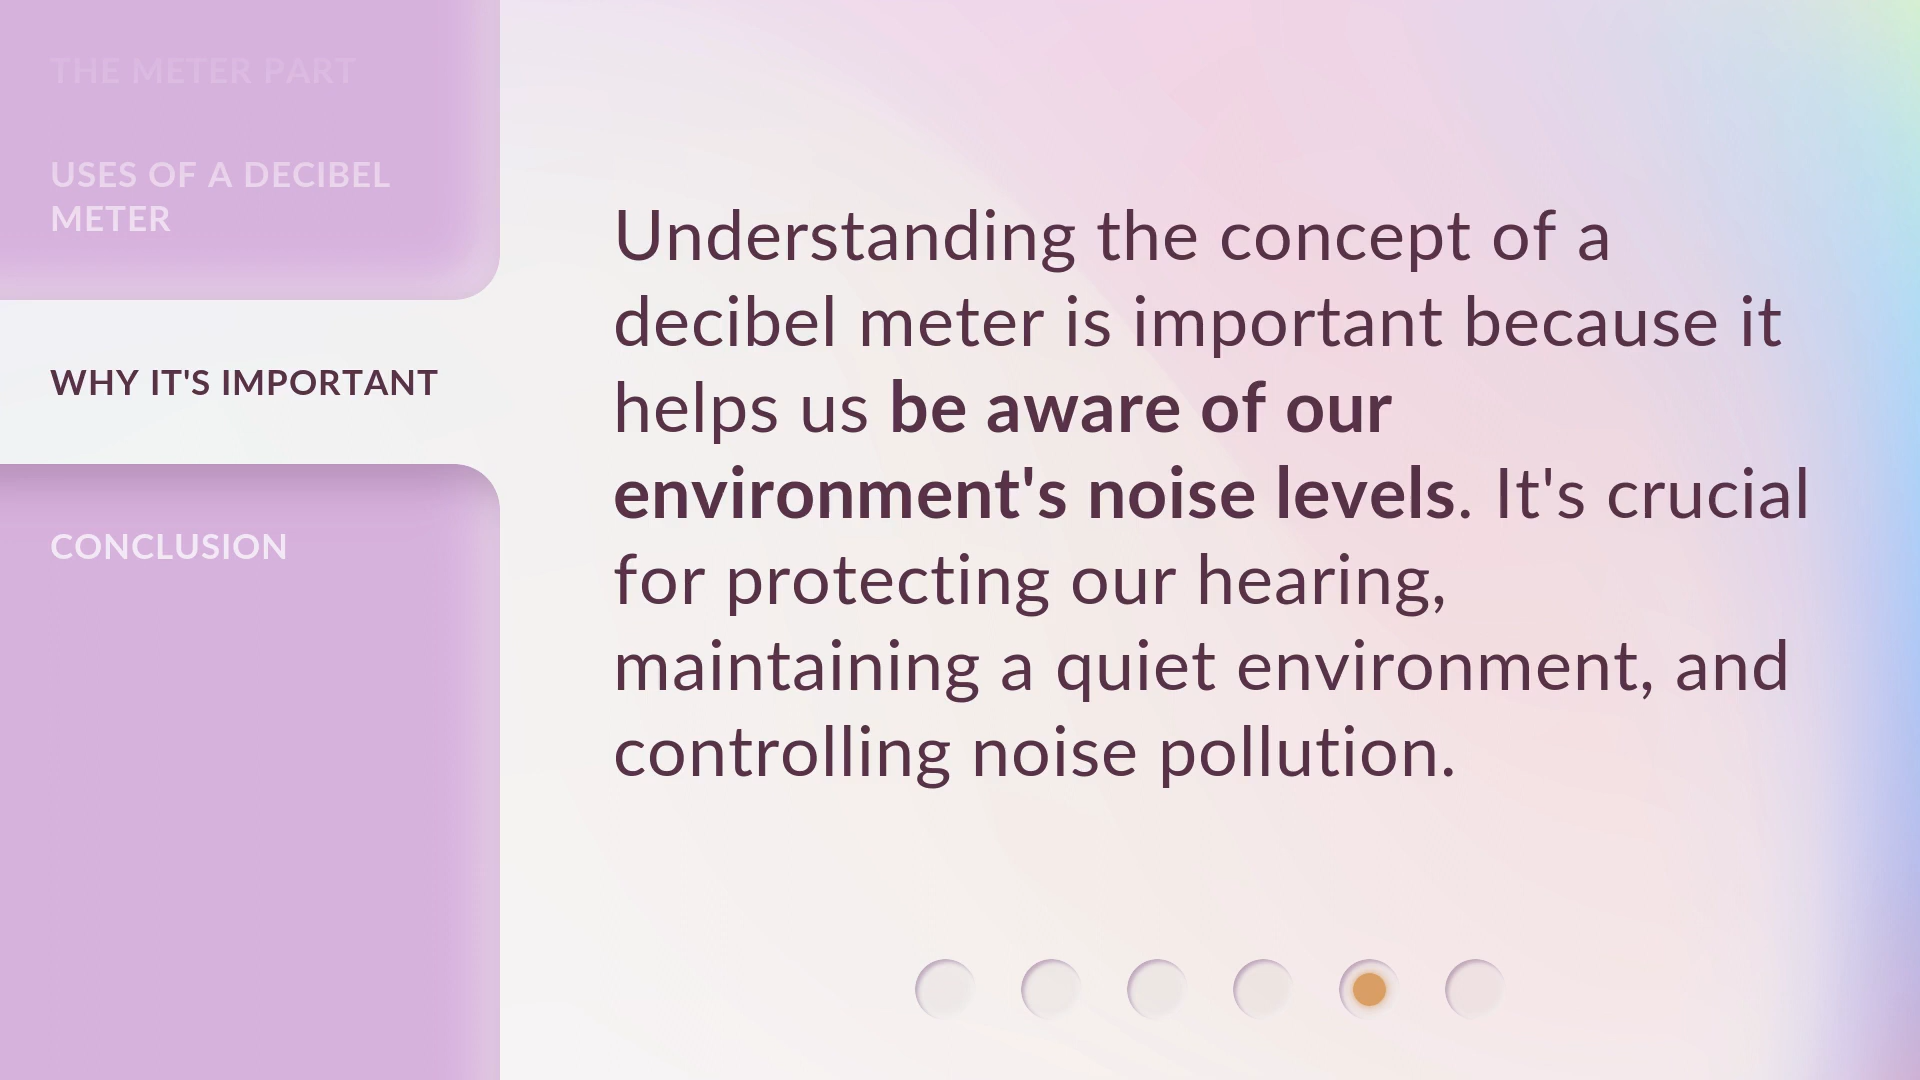 THE METER PART
USES OF A DECIBEL
METER
WHY IT'S IMPORTANT
CONCLUSION
Understanding the concept of a
decibel meter is important because it
helps us be aware of our
environment's noise levels. It's crucial
for protecting our hearing,
maintaining a quiet environment, and
controlling noise pollution.